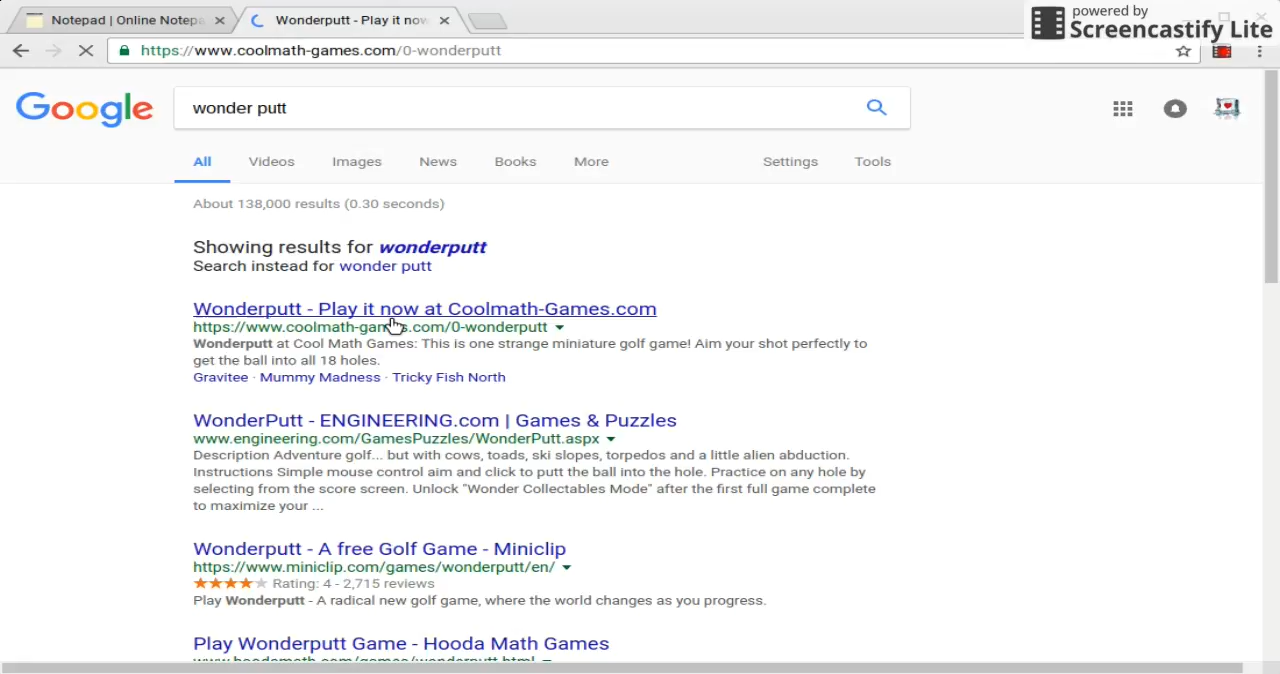 Notepad | Online Notepa
Wonderputt - Play it now
powered by
Screencastify Lite
https://www.coolmath-games.com/0-wonderputt
Google
wonder putt
All Videos Images News Books More Settings Tools
About 138,000 results (0.30 seconds)
Showing results for wonderputt
Search instead for wonder putt
Wonderputt - Play it now at Coolmath-Games.com
https://www.coolmath-games.com/0-wonderputt
Wonderputt at Cool Math Games: This is one strange miniature golf game! Aim your shot perfectly to
get the ball into all 18 holes.
Gravitee · Mummy Madness · Tricky Fish North
WonderPutt - ENGINEERING.com | Games & Puzzles
www.engineering.com/GamesPuzzles/WonderPutt.aspx
Description Adventure golf... but with cows, toads, ski slopes, torpedos and a little alien abduction.
Instructions Simple mouse control aim and click to putt the ball into the hole. Practice on any hole by
selecting from the score screen. Unlock "Wonder Collectables Mode" after the first full game complete
to maximize your ...
Wonderputt - A free Golf Game - Miniclip
https://www.miniclip.com/games/wonderputt/en/
Rating: 4 - 2,715 reviews
Play Wonderputt - A radical new golf game, where the world changes as you progress.
Play Wonderputt Game - Hooda Math Games
www.hoodamath.com/games/wonderputt.html